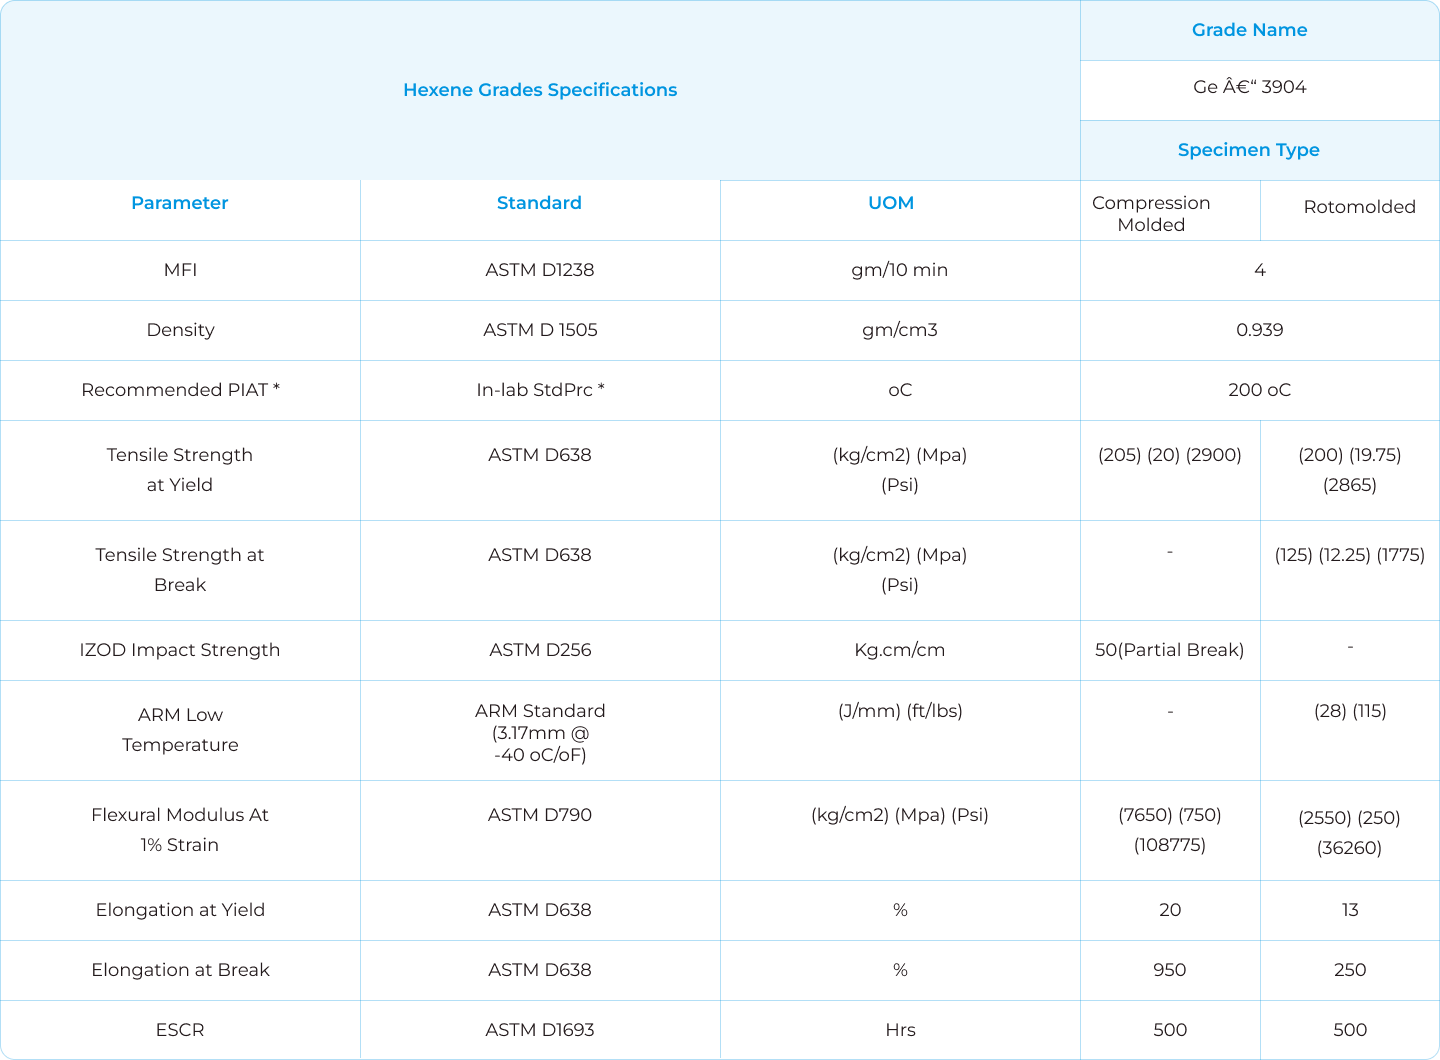 Grade Name
Hexene Grades Specifications
Ge Â€“ 3904
Specimen Type
Parameter Standard UOM Compression Rotomolded
Molded
MFI ASTM D1238 gm/10 min 4
Density ASTM D 1505 gm/cm3 0.939
Recommended PIAT * In-lab StdPrc * oC 200 oC
Tensile Strength ASTM D638 (kg/cm2) (Mpa) (205) (20) (2900) (200) (19.75)
at Yield (Psi) (2865)
Tensile Strength at ASTM D638 (kg/cm2) (Mpa) - (125) (12.25) (1775)
Break (Psi)
IZOD Impact Strength ASTM D256 Kg.cm/cm 50(Partial Break) -
ARM Low ARM Standard (J/mm) (ft/lbs) - (28) (115)
(3.17mm @
Temperature -40 oC/oF)
Flexural Modulus At ASTM D790 (kg/cm2) (Mpa) (Psi) (7650) (750) (2550) (250)
1% Strain (108775) (36260)
Elongation at Yield ASTM D638 % 20 13
Elongation at Break ASTM D638 % 950 250
ESCR ASTM D1693 Hrs 500 500